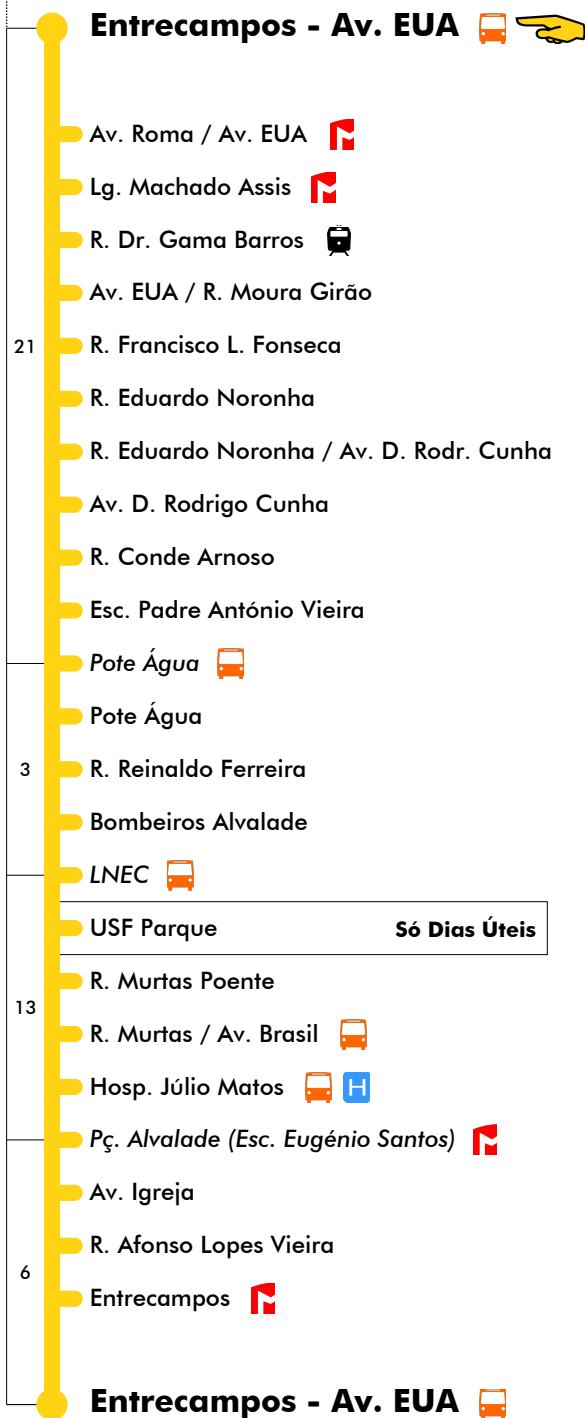 Entrecampos - Av. EUA
Av. Roma / Av. EUA
Lg. Machado Assis
R. Dr. Gama Barros
Av. EUA / R. Moura Girão
21
R. Francisco L. Fonseca
R. Eduardo Noronha
R. Eduardo Noronha / Av. D. Rodr. Cunha
Av. D. Rodrigo Cunha
R. Conde Arnoso
Esc. Padre António Vieira
Pote Água
Pote Água
3
R. Reinaldo Ferreira
Bombeiros Alvalade
LNEC
USF Parque Só Dias Úteis
R. Murtas Poente
13
R. Murtas / Av. Brasil
Hosp. Júlio Matos H
Pç. Alvalade (Esc. Eugénio Santos)
Av. Igreja
R. Afonso Lopes Vieira
6
Entrecampos
Entrecampos - Av. EUA